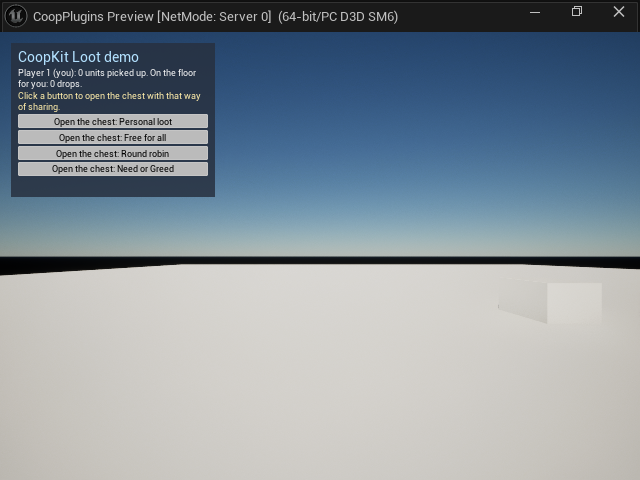 CoopPlugins Preview [NetMode: Server 0] (64-bit/PC D3D SM6)
CoopKit Loot demo
Player 1 (you): 0 units picked up. On the floor
for you: 0 drops.
Click a button to open the chest with that way
of sharing.
Open the chest: Personal loot
Open the chest: Free for all
Open the chest: Round robin
Open the chest: Need or Greed